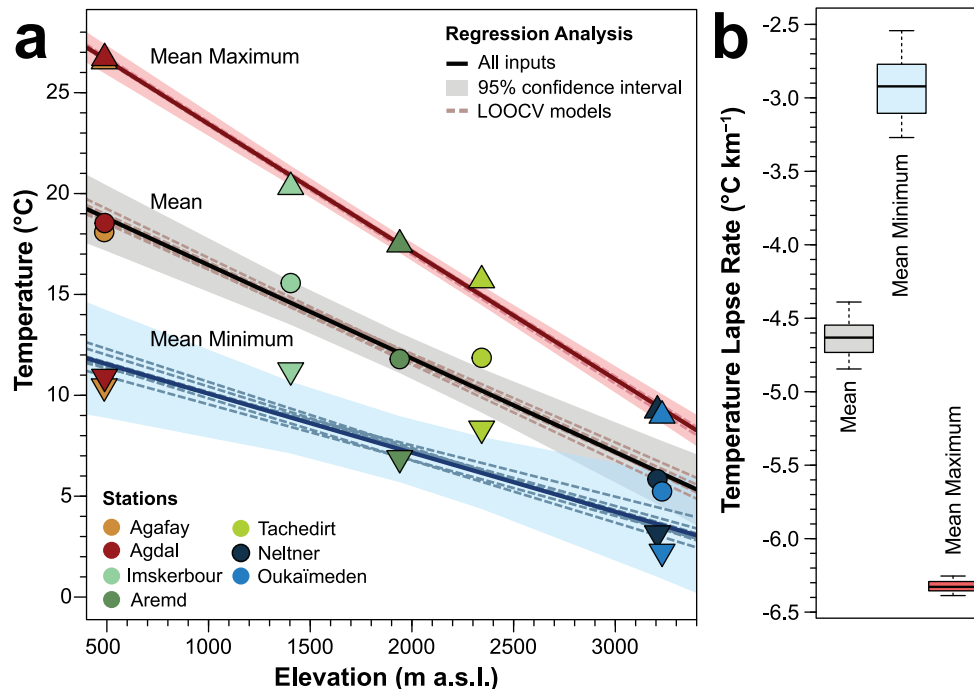 a
Mean Maximum
Mean
Mean Minimum
Regression Analysis
All inputs
95% confidence interval
LOOCV models
Temperature (°C)
25
20
15
10
5
0
Stations
Agafay
Agdal
Imskerbour
Aremd
Tachedirt
Neltner
Oukaïmeden
500 1000 1500 2000 2500 3000
Elevation (m a.s.l.)
b
Temperature Lapse Rate (°C km⁻¹)
-2.5
-3.0
-3.5
-4.0
-4.5
-5.0
-5.5
-6.0
-6.5
Mean
Mean Minimum
Mean Maximum